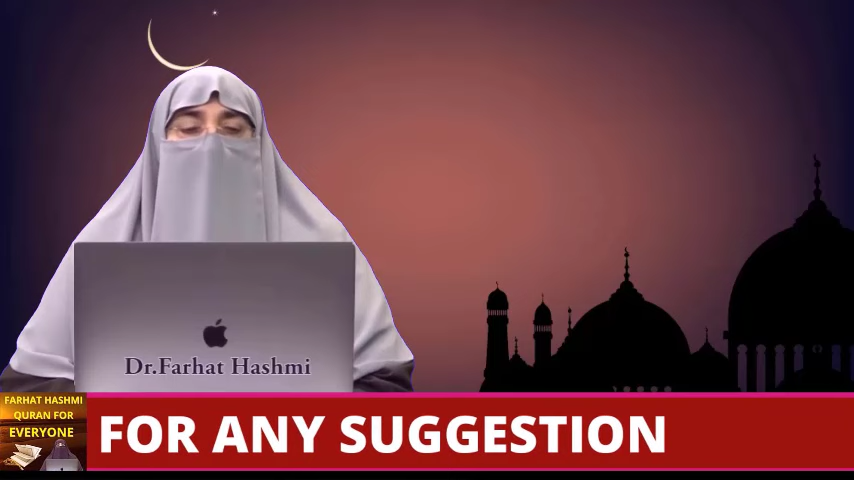 Dr.Farhat Hashmi
FARHAT HASHMI
QURAN FOR
EVERYONE
FOR ANY SUGGESTION